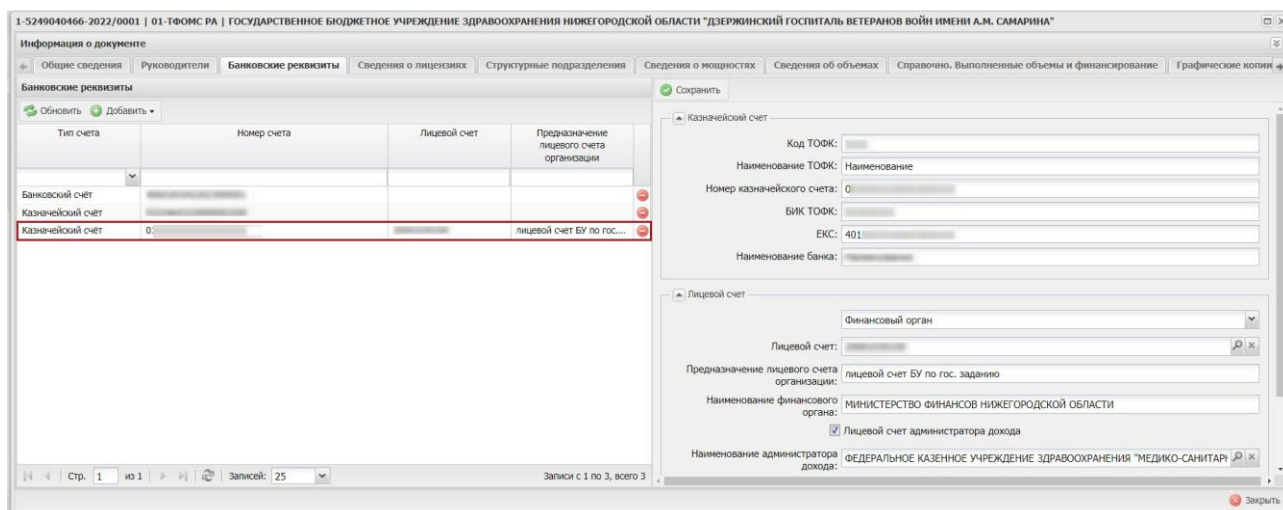 1-5249040466-2022/0001 | 01-ТФОМС РА | ГОСУДАРСТВЕННОЕ БЮДЖЕТНОЕ УЧРЕЖДЕНИЕ ЗДРАВООХРАНЕНИЯ НИЖЕГОРОДСКОЙ ОБЛАСТИ "ДЗЕРЖИНСКИЙ ГОСПИТАЛЬ ВЕТЕРАНОВ ВОЙН ИМЕНИ А.М. САМАРИНА"
Информация о документе
Общие сведения Руководители Банковские реквизиты Сведения о лицензиях Структурные подразделения Сведения о мощностях Сведения об объемах Справочно. Выполненные объемы и финансирование Графические копии
Банковские реквизиты
Обновить Добавить
Тип счета Номер счета Лицевой счет Предназначение лицевого счета организации
Банковский счёт
Казначейский счёт
Казначейский счёт 0 лицевой счет БУ по гос....
Стр. 1 из 1 Записей: 25 Записи с 1 по 3, всего 3
Сохранить
Казначейский счет
Код ТОФК:
Наименование ТОФК: Наименование
Номер казначейского счета: 0
БИК ТОФК:
ЕКС: 401
Наименование банка:
Лицевой счет
Финансовый орган
Лицевой счет:
Предназначение лицевого счета организации: лицевой счет БУ по гос. заданию
Наименование финансового органа: МИНИСТЕРСТВО ФИНАНСОВ НИЖЕГОРОДСКОЙ ОБЛАСТИ
Лицевой счет администратора дохода
Наименование администратора дохода: ФЕДЕРАЛЬНОЕ КАЗЕННОЕ УЧРЕЖДЕНИЕ ЗДРАВООХРАНЕНИЯ "МЕДИКО-САНИТАР
Закрыть